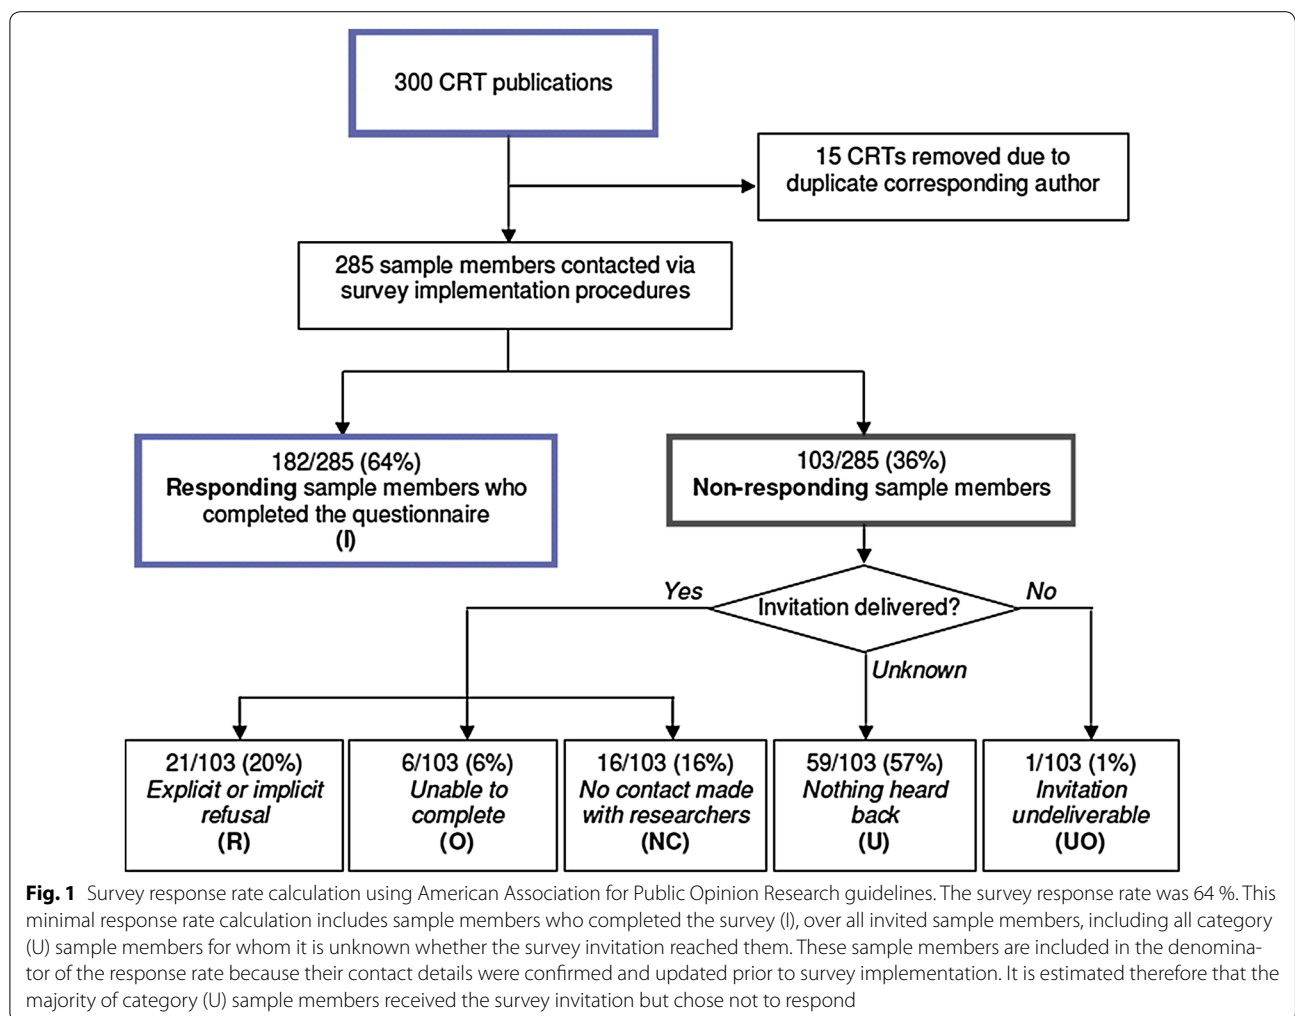 300 CRT publications
15 CRTs removed due to
duplicate corresponding author
285 sample members contacted via
survey implementation procedures
182/285 (64%)
Responding sample members who
completed the questionnaire
(I)
103/285 (36%)
Non-responding sample members
Invitation delivered?
Yes
No
Unknown
21/103 (20%)
Explicit or implicit
refusal
(R)
6/103 (6%)
Unable to
complete
(O)
16/103 (16%)
No contact made
with researchers
(NC)
59/103 (57%)
Nothing heard
back
(U)
1/103 (1%)
Invitation
undeliverable
(UO)
Fig. 1 Survey response rate calculation using American Association for Public Opinion Research guidelines. The survey response rate was 64 %. This
minimal response rate calculation includes sample members who completed the survey (I), over all invited sample members, including all category
(U) sample members for whom it is unknown whether the survey invitation reached them. These sample members are included in the denomina-
tor of the response rate because their contact details were confirmed and updated prior to survey implementation. It is estimated therefore that the
majority of category (U) sample members received the survey invitation but chose not to respond